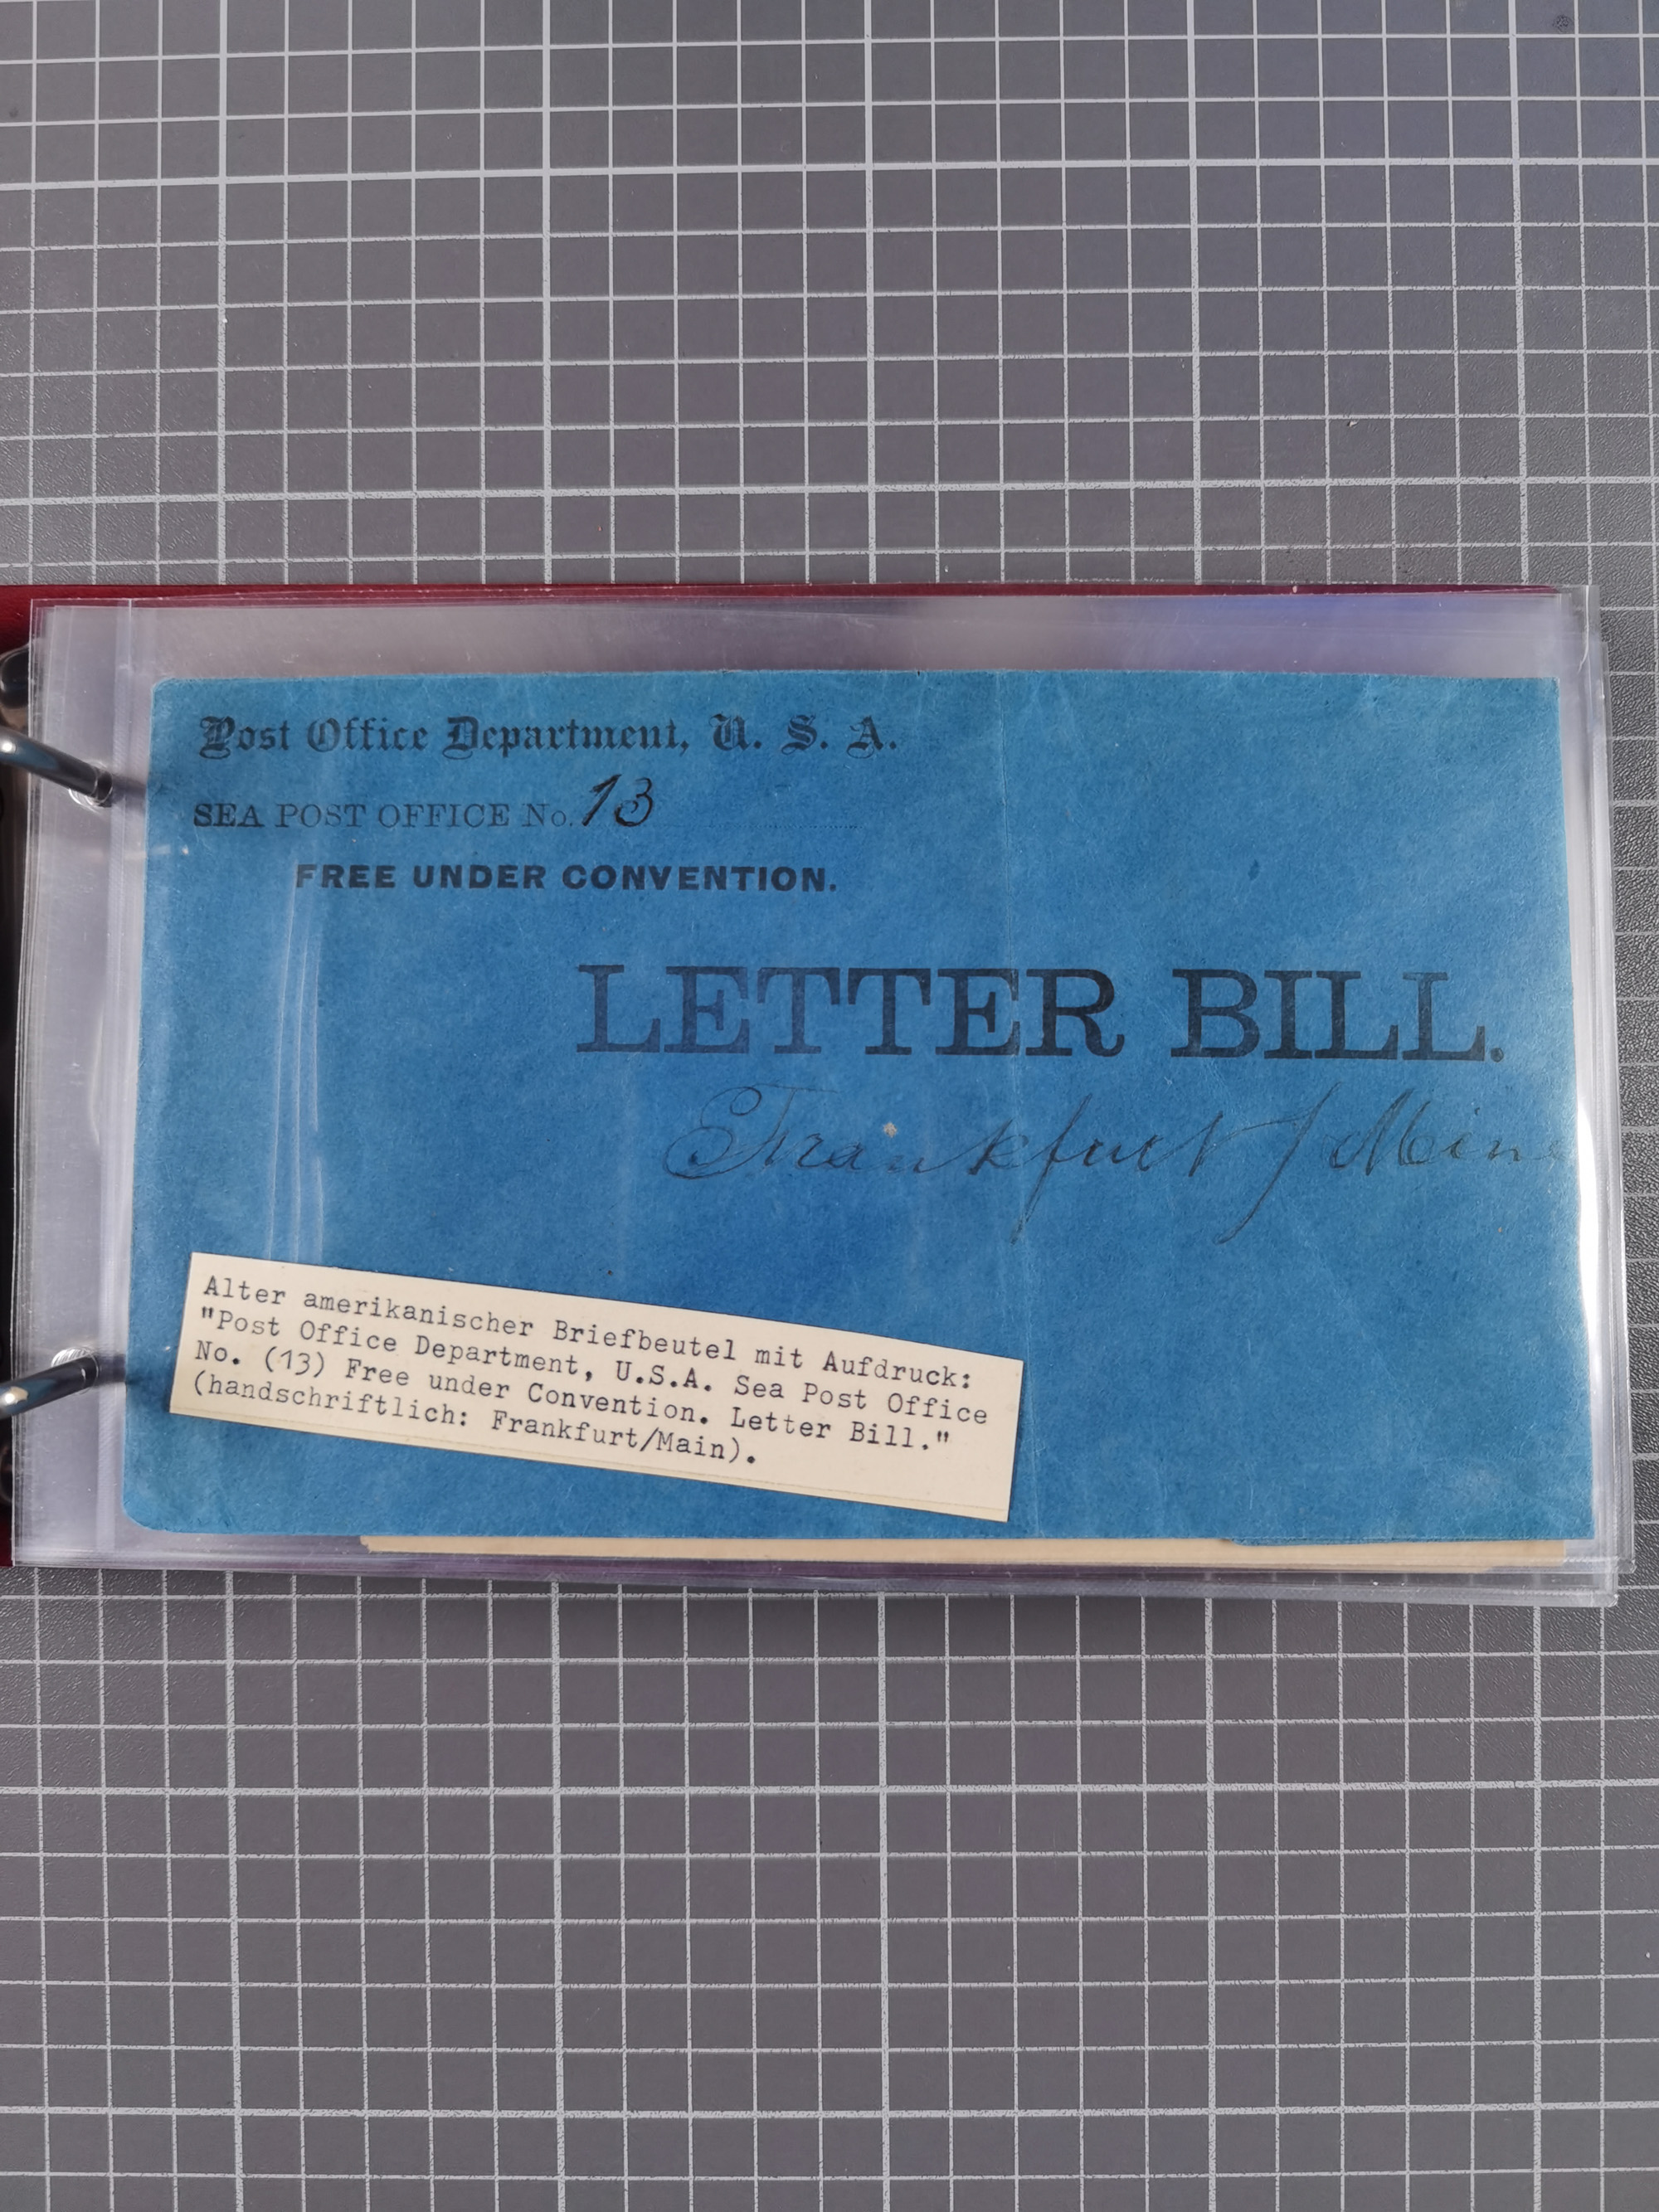 Post Office Department, U. S. A.
SEA POST OFFICE No. 13
FREE UNDER CONVENTION.
LETTER BILL.
Frankfurt / Mine
Alter amerikanischer Briefbeutel mit Aufdruck:
"Post Office Department, U.S.A. Sea Post Office
No. (13) Free under Convention. Letter Bill."
(handschriftlich: Frankfurt/Main).